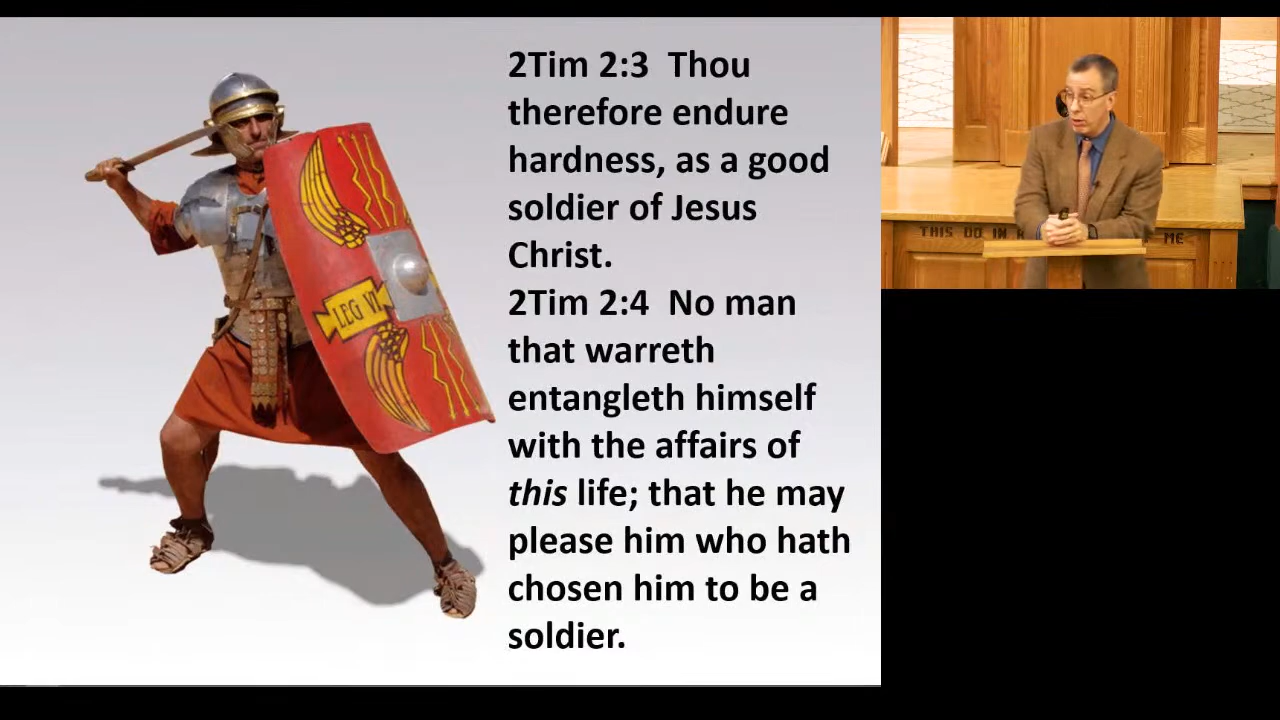 2Tim 2:3  Thou
therefore endure
hardness, as a good
soldier of Jesus
Christ.
2Tim 2:4  No man
that warreth
entangleth himself
with the affairs of
this life; that he may
please him who hath
chosen him to be a
soldier.
LEG VI
THIS DO IN R
ME